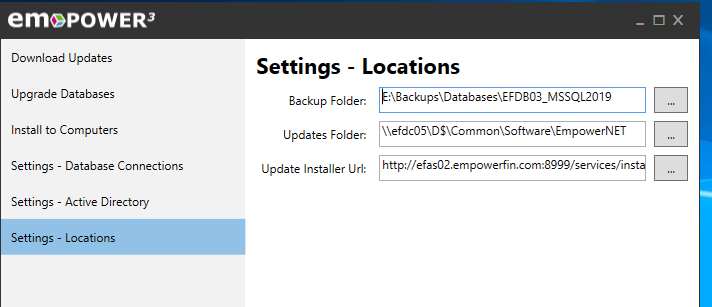 emPOWER³
Download Updates
Upgrade Databases
Install to Computers
Settings - Database Connections
Settings - Active Directory
Settings - Locations
Settings - Locations
Backup Folder: E:\Backups\Databases\EFDB03_MSSQL2019 ...
Updates Folder: \\efdc05\D$\Common\Software\EmpowerNET ...
Update Installer Url: http://efas02.empowerfin.com:8999/services/insta ...